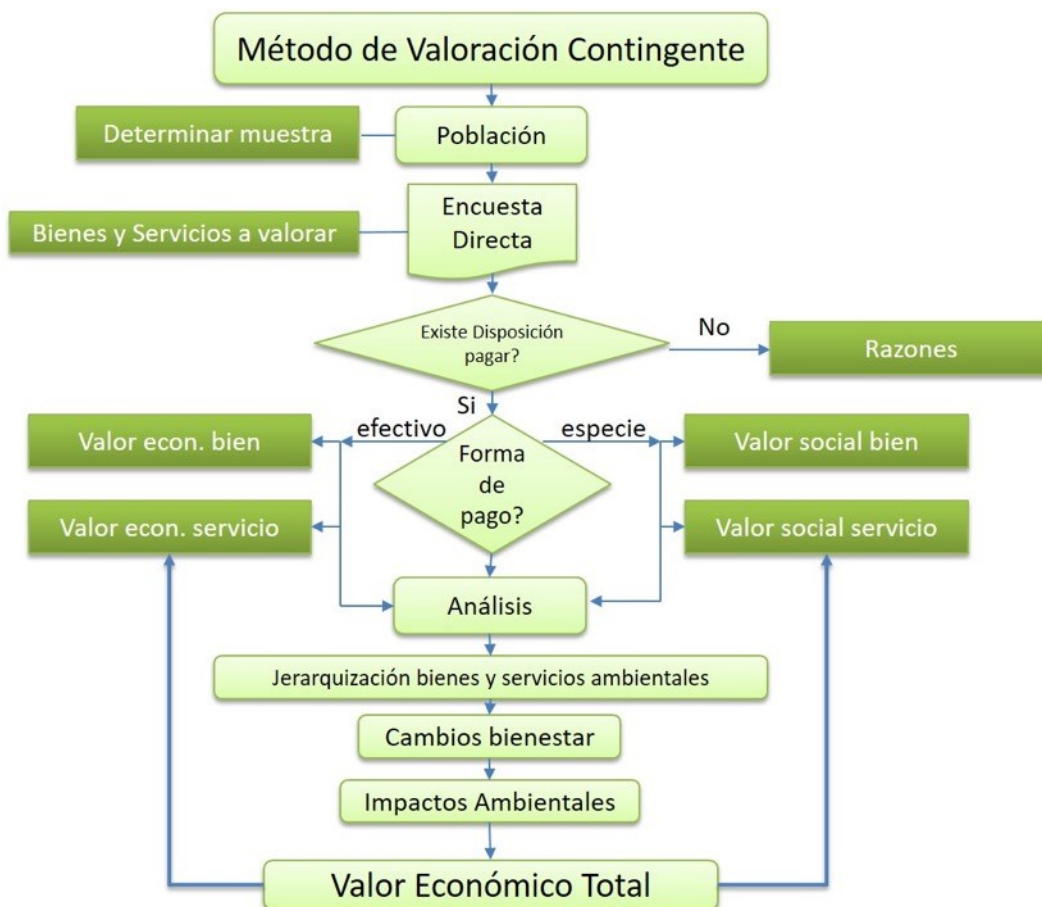 Método de Valoración Contingente
Determinar muestra
Población
Encuesta
Directa
Bienes y Servicios a valorar
Existe Disposición
pagar?
No
Razones
Si
efectivo
especie
Valor econ. bien
Forma
de
pago?
Valor social bien
Valor econ. servicio
Valor social servicio
Análisis
Jerarquización bienes y servicios ambientales
Cambios bienestar
Impactos Ambientales
Valor Económico Total